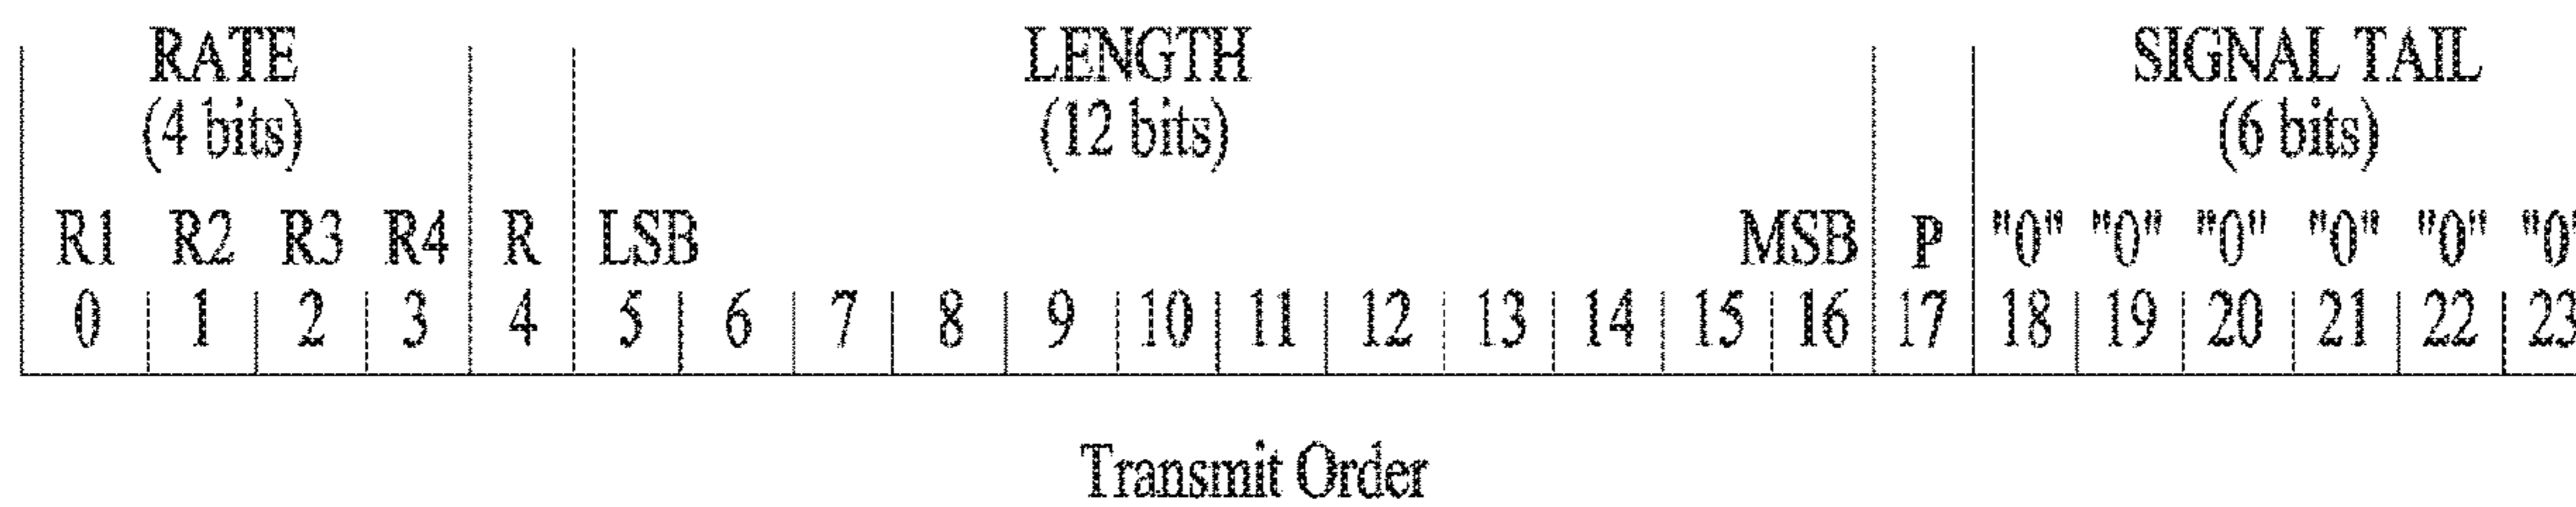 RATE LENGTH SIGNAL TAIL
(4 bits) (12 bits) (6 bits)
R1 R2 R3 R4 R LSB MSB P "0" "0" "0" "0" "0" "0"
0 1 2 3 4 5 6 7 8 9 10 11 12 13 14 15 16 17 18 19 20 21 22 23
Transmit Order